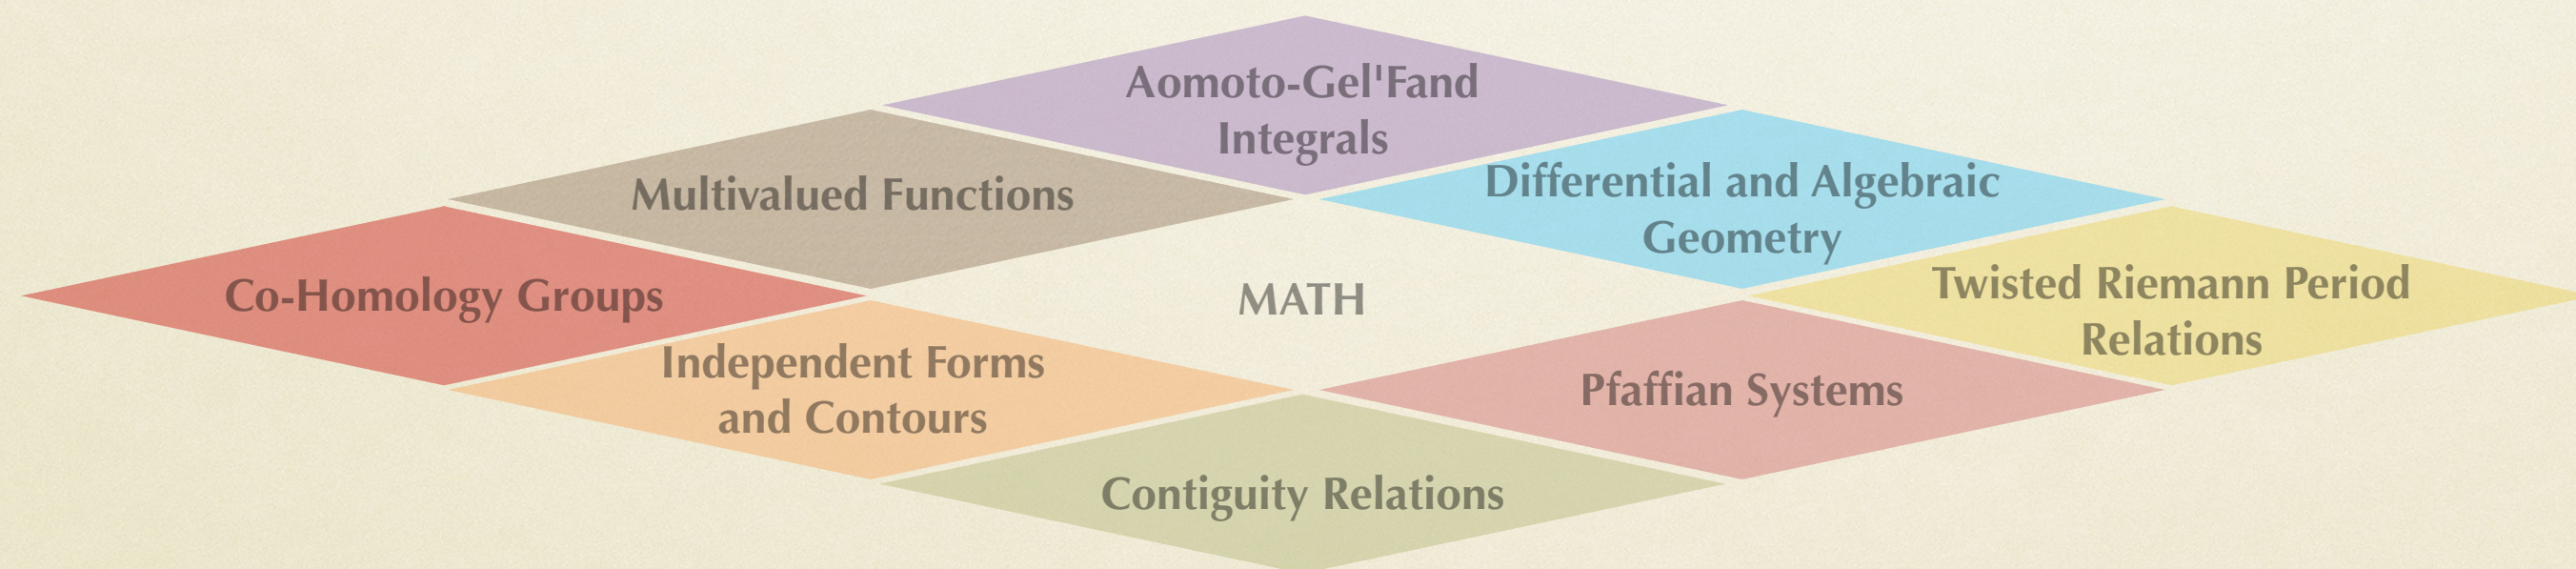 Aomoto-Gel'Fand
Integrals
Multivalued Functions
Differential and Algebraic
Geometry
Co-Homology Groups
MATH
Twisted Riemann Period
Relations
Independent Forms
and Contours
Pfaffian Systems
Contiguity Relations